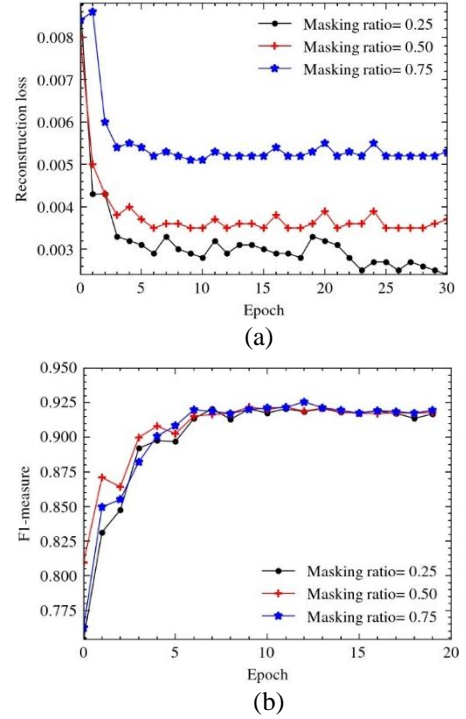 0.008
0.007
0.006
0.005
0.004
0.003
Reconstruction loss
Masking ratio= 0.25
Masking ratio= 0.50
Masking ratio= 0.75
0 5 10 15 20 25 30
Epoch
(a)
0.950
0.925
0.900
0.875
0.850
0.825
0.800
0.775
F1-measure
Masking ratio= 0.25
Masking ratio= 0.50
Masking ratio= 0.75
0 5 10 15 20
Epoch
(b)